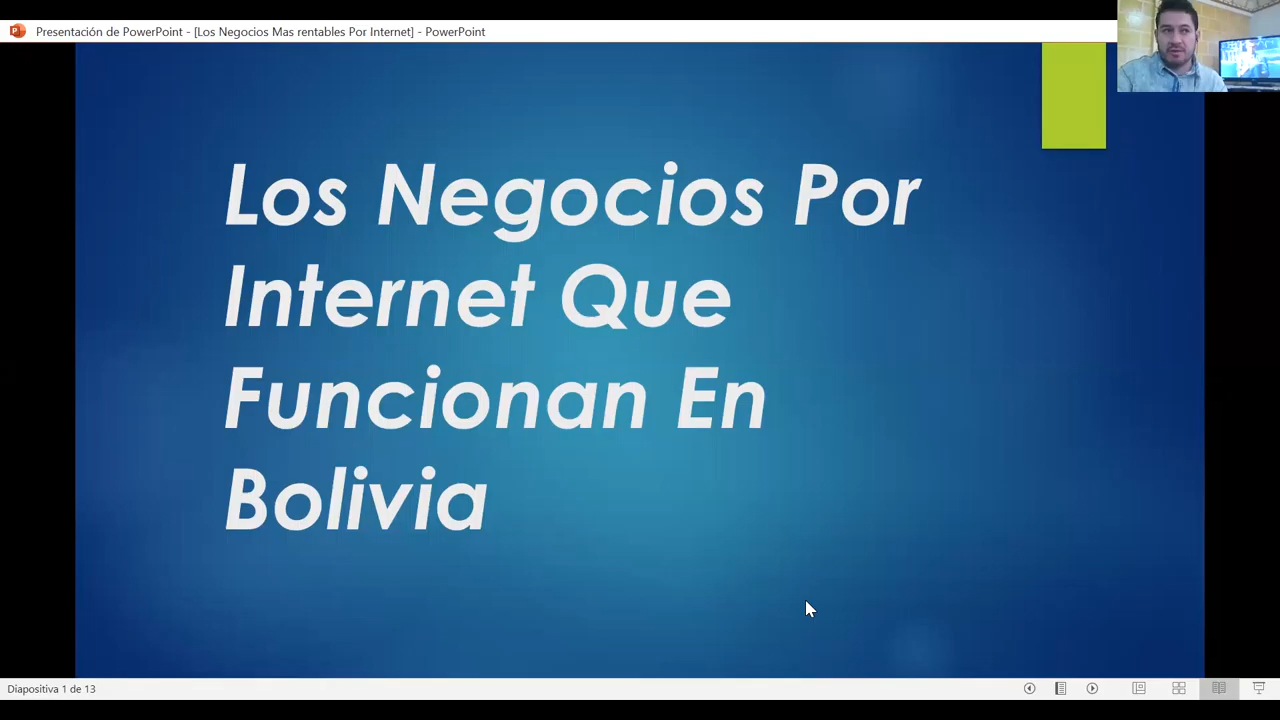 Presentación de PowerPoint - [Los Negocios Mas rentables Por Internet] - PowerPoint
Los Negocios Por
Internet Que
Funcionan En
Bolivia
Diapositiva 1 de 13